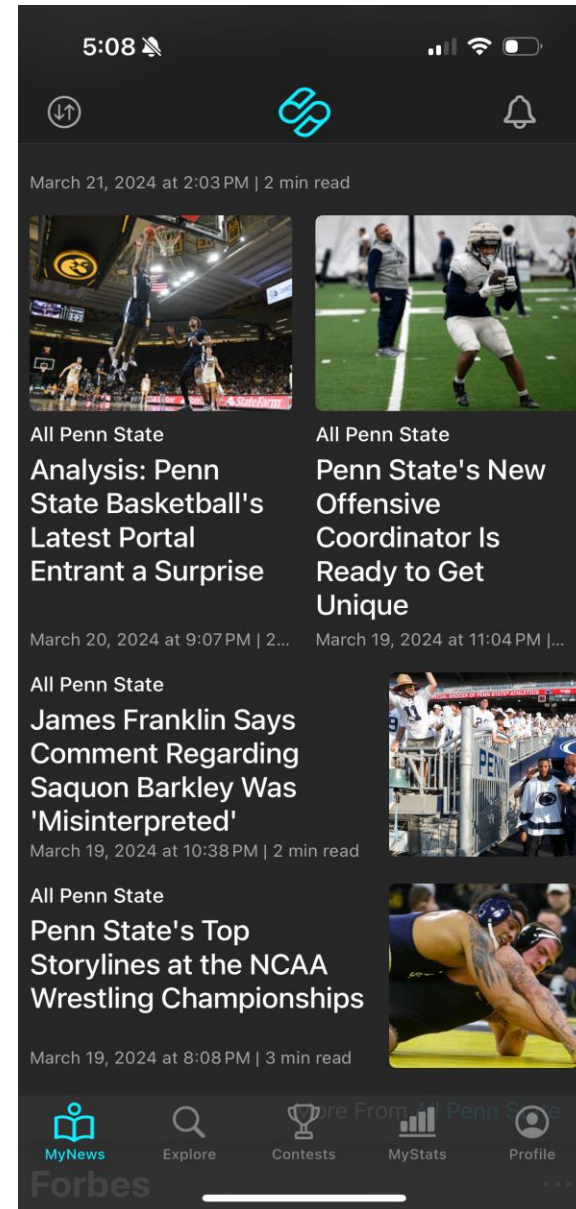 5:08
March 21, 2024 at 2:03 PM | 2 min read
StateFarm
All Penn State
Analysis: Penn
State Basketball's
Latest Portal
Entrant a Surprise
March 20, 2024 at 9:07 PM | 2...
All Penn State
Penn State's New
Offensive
Coordinator Is
Ready to Get
Unique
March 19, 2024 at 11:04 PM |...
All Penn State
James Franklin Says
Comment Regarding
Saquon Barkley Was
'Misinterpreted'
March 19, 2024 at 10:38 PM | 2 min read
PENN
All Penn State
Penn State's Top
Storylines at the NCAA
Wrestling Championships
March 19, 2024 at 8:08 PM | 3 min read
More From All Penn State
MyNews
Explore
Contests
MyStats
Profile
Forbes